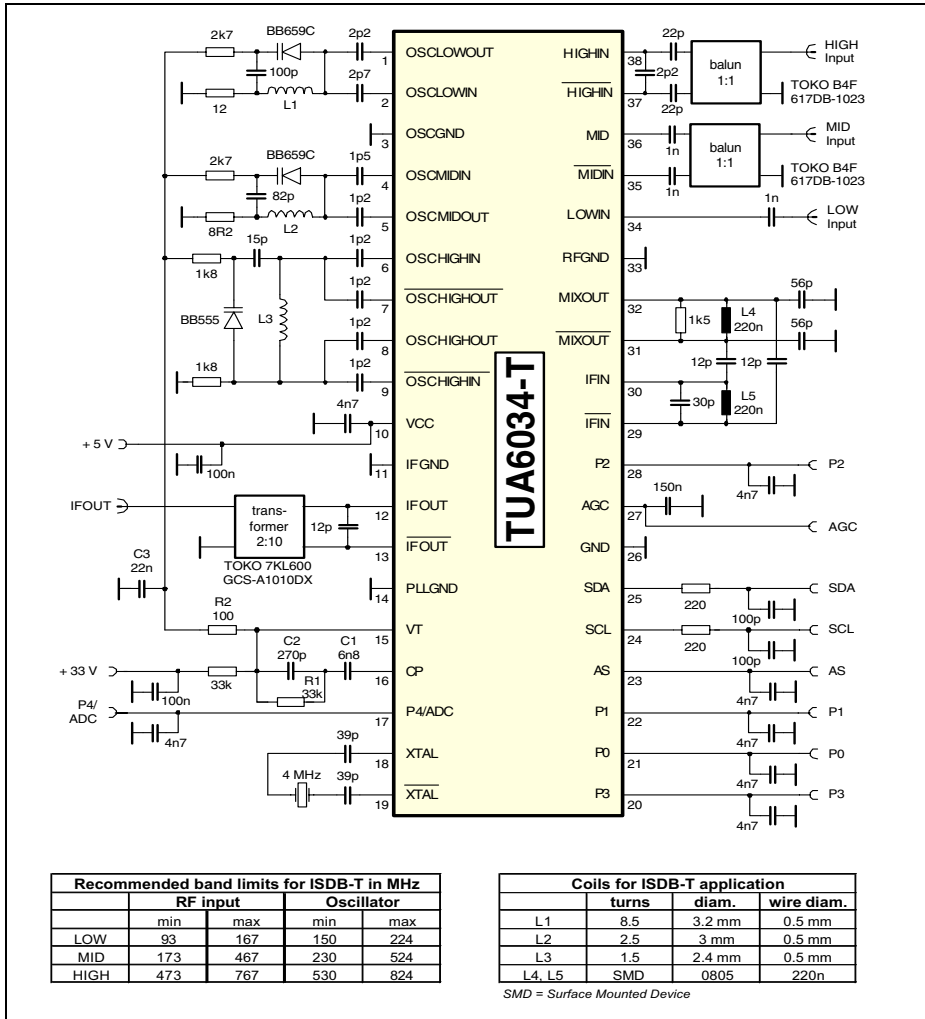 2k7 BB659C 2p2
100p
1 OSCLOWOUT
2p7
12 L1
2 OSCLOWIN
3 OSCGND
2k7 BB659C 1p5
82p
4 OSCMIDIN
1p2
8R2 L2
5 OSCMIDOUT
15p 1p2
6 OSCHIGHIN
1k8
1p2
7 OSCHIGHOUT
BB555 L3
1p2
8 OSCHIGHOUT
1k8 1p2
9 OSCHIGHIN
4n7
10 VCC
+ 5 V
100n
11 IFGND
IFOUT
trans-
former
2:10
12p
12 IFOUT
13 IFOUT
TOKO 7KL600
GCS-A1010DX
C3
22n
14 PLLGND
R2
100
15 VT
C2
270p
C1
6n8
16 CP
+ 33 V
33k
R1
33k
100n
P4/
ADC
4n7
17 P4/ADC
39p
18 XTAL
4 MHz
39p
19 XTAL
TUA6034-T
HIGHIN 38
22p
2p2
balun
1:1
HIGH
Input
HIGHIN 37
22p
TOKO B4F
617DB-1023
MID 36
1n
balun
1:1
MID
Input
MIDIN 35
1n
TOKO B4F
617DB-1023
LOWIN 34
1n
LOW
Input
RFGND 33
MIXOUT 32
56p
1k5
L4
220n
MIXOUT 31
56p
12p 12p
IFIN 30
30p
L5
220n
IFIN 29
P2 28
4n7
P2
AGC 27
150n
AGC
GND 26
SDA 25
220
100p
SDA
SCL 24
220
100p
SCL
AS 23
4n7
AS
P1 22
4n7
P1
P0 21
4n7
P0
P3 20
4n7
P3
Recommended band limits for ISDB-T in MHz
RF input Oscillator
min max min max
LOW 93 167 150 224
MID 173 467 230 524
HIGH 473 767 530 824
Coils for ISDB-T application
turns diam. wire diam.
L1 8.5 3.2 mm 0.5 mm
L2 2.5 3 mm 0.5 mm
L3 1.5 2.4 mm 0.5 mm
L4, L5 SMD 0805 220n
SMD = Surface Mounted Device